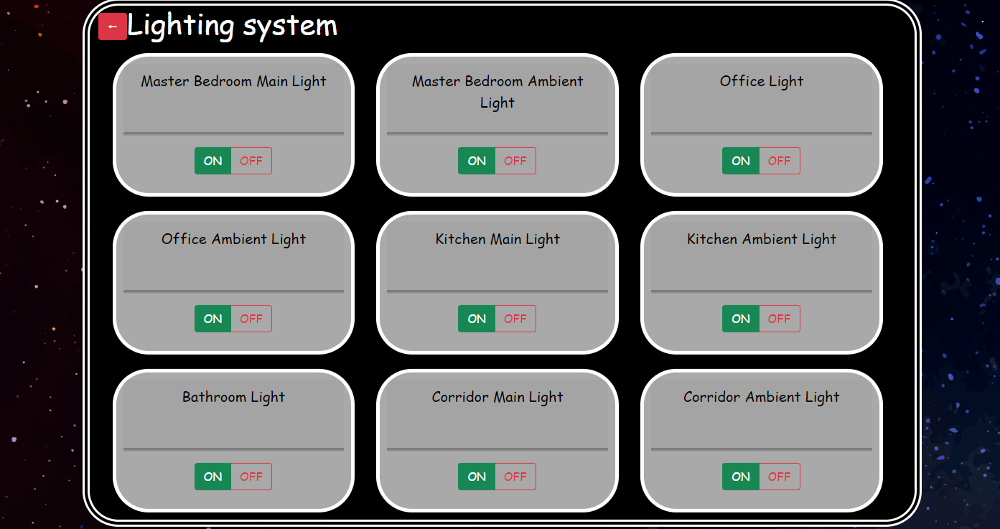 ← Lighting system
Master Bedroom Main Light
Master Bedroom Ambient
Light
Office Light
ON OFF
ON OFF
ON OFF
Office Ambient Light
Kitchen Main Light
Kitchen Ambient Light
ON OFF
ON OFF
ON OFF
Bathroom Light
Corridor Main Light
Corridor Ambient Light
ON OFF
ON OFF
ON OFF